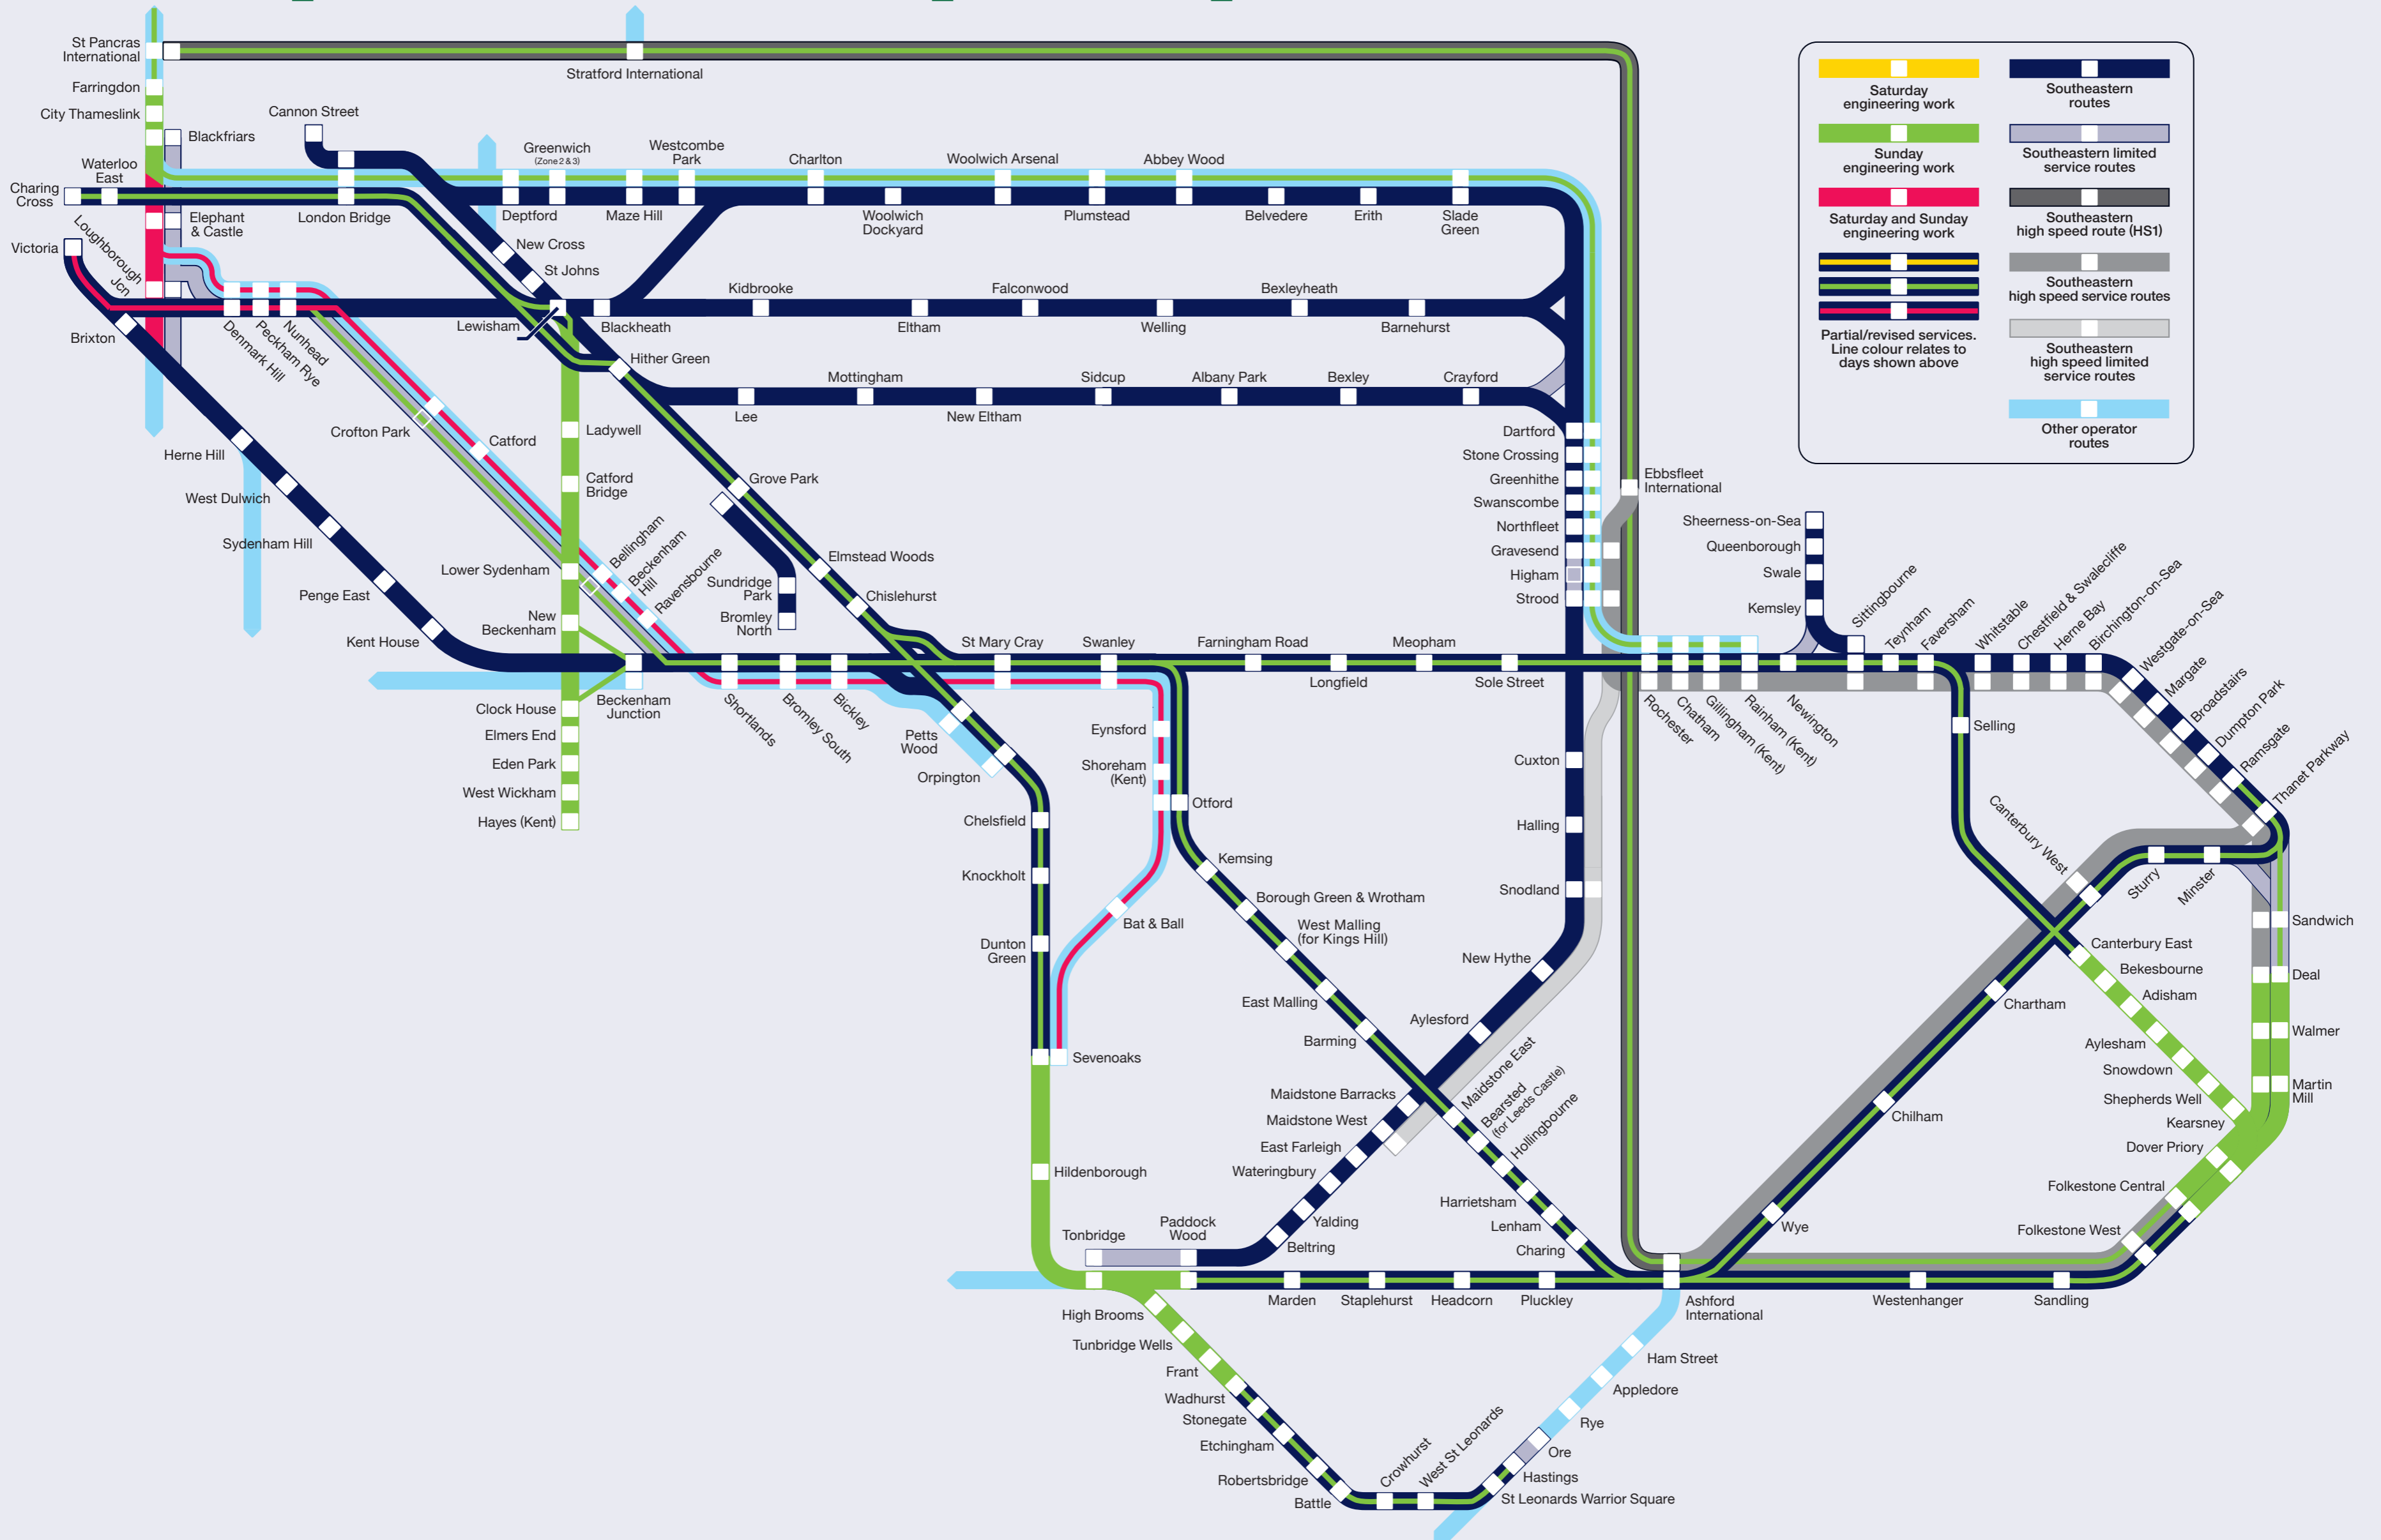 St Pancras
International
Farringdon
City Thameslink
Blackfriars
Waterloo
East
Charing
Cross
Elephant
& Castle
Victoria
Loughborough
Jcn
Brixton
Cannon Street
London Bridge
Stratford International
Greenwich
(Zone 2 & 3)
Westcombe
Park
Charlton
Woolwich Arsenal
Abbey Wood
Deptford
Maze Hill
Woolwich
Dockyard
Plumstead
Belvedere
Erith
Slade
Green
New Cross
St Johns
Lewisham
Blackheath
Kidbrooke
Eltham
Falconwood
Welling
Bexleyheath
Barnehurst
Hither Green
Lee
Mottingham
New Eltham
Sidcup
Albany Park
Bexley
Crayford
Denmark Hill
Peckham Rye
Nunhead
Crofton Park
Catford
Ladywell
Catford
Bridge
Lower Sydenham
New
Beckenham
Clock House
Elmers End
Eden Park
West Wickham
Hayes (Kent)
Bellingham
Beckenham
Hill
Ravensbourne
Herne Hill
West Dulwich
Sydenham Hill
Penge East
Kent House
Beckenham
Junction
Shortlands
Bromley South
Bickley
Grove Park
Sundridge
Park
Bromley
North
Elmstead Woods
Chislehurst
Petts
Wood
Orpington
Chelsfield
Knockholt
Dunton
Green
Sevenoaks
Hildenborough
St Mary Cray
Swanley
Farningham Road
Longfield
Meopham
Sole Street
Eynsford
Shoreham
(Kent)
Otford
Bat & Ball
Kemsing
Borough Green & Wrotham
West Malling
(for Kings Hill)
East Malling
Barming
Maidstone East
Bearsted
(for Leeds Castle)
Hollingbourne
Harrietsham
Lenham
Charing
Dartford
Stone Crossing
Greenhithe
Swanscombe
Northfleet
Gravesend
Higham
Strood
Ebbsfleet
International
Cuxton
Halling
Snodland
New Hythe
Aylesford
Maidstone Barracks
Maidstone West
East Farleigh
Wateringbury
Yalding
Beltring
Paddock
Wood
Tonbridge
Sheerness-on-Sea
Queenborough
Swale
Kemsley
Sittingbourne
Teynham
Faversham
Whitstable
Chestfield & Swalecliffe
Herne Bay
Birchington-on-Sea
Westgate-on-Sea
Margate
Broadstairs
Dumpton Park
Ramsgate
Thanet Parkway
Rochester
Chatham
Gillingham (Kent)
Rainham (Kent)
Newington
Selling
Canterbury West
Sturry
Minster
Sandwich
Deal
Walmer
Martin
Mill
Canterbury East
Bekesbourne
Adisham
Aylesham
Snowdown
Shepherds Well
Kearsney
Dover Priory
Folkestone Central
Folkestone West
Chartham
Chilham
Wye
Marden
Staplehurst
Headcorn
Pluckley
Ashford
International
Westenhanger
Sandling
High Brooms
Tunbridge Wells
Frant
Wadhurst
Stonegate
Etchingham
Robertsbridge
Battle
Crowhurst
West St Leonards
St Leonards Warrior Square
Hastings
Ore
Rye
Appledore
Ham Street
Saturday
engineering work
Sunday
engineering work
Saturday and Sunday
engineering work
Partial/revised services.
Line colour relates to
days shown above
Southeastern
routes
Southeastern limited
service routes
Southeastern
high speed route (HS1)
Southeastern
high speed service routes
Southeastern
high speed limited
service routes
Other operator
routes